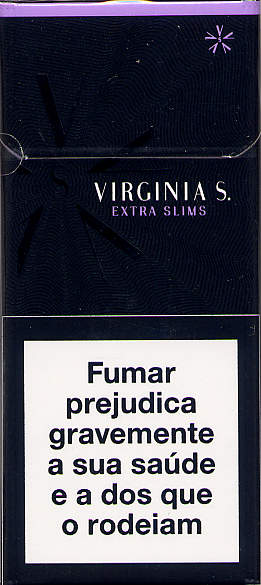 VIRGINIA S.
EXTRA SLIMS
Fumar
prejudica
gravemente
a sua saúde
e a dos que
o rodeiam